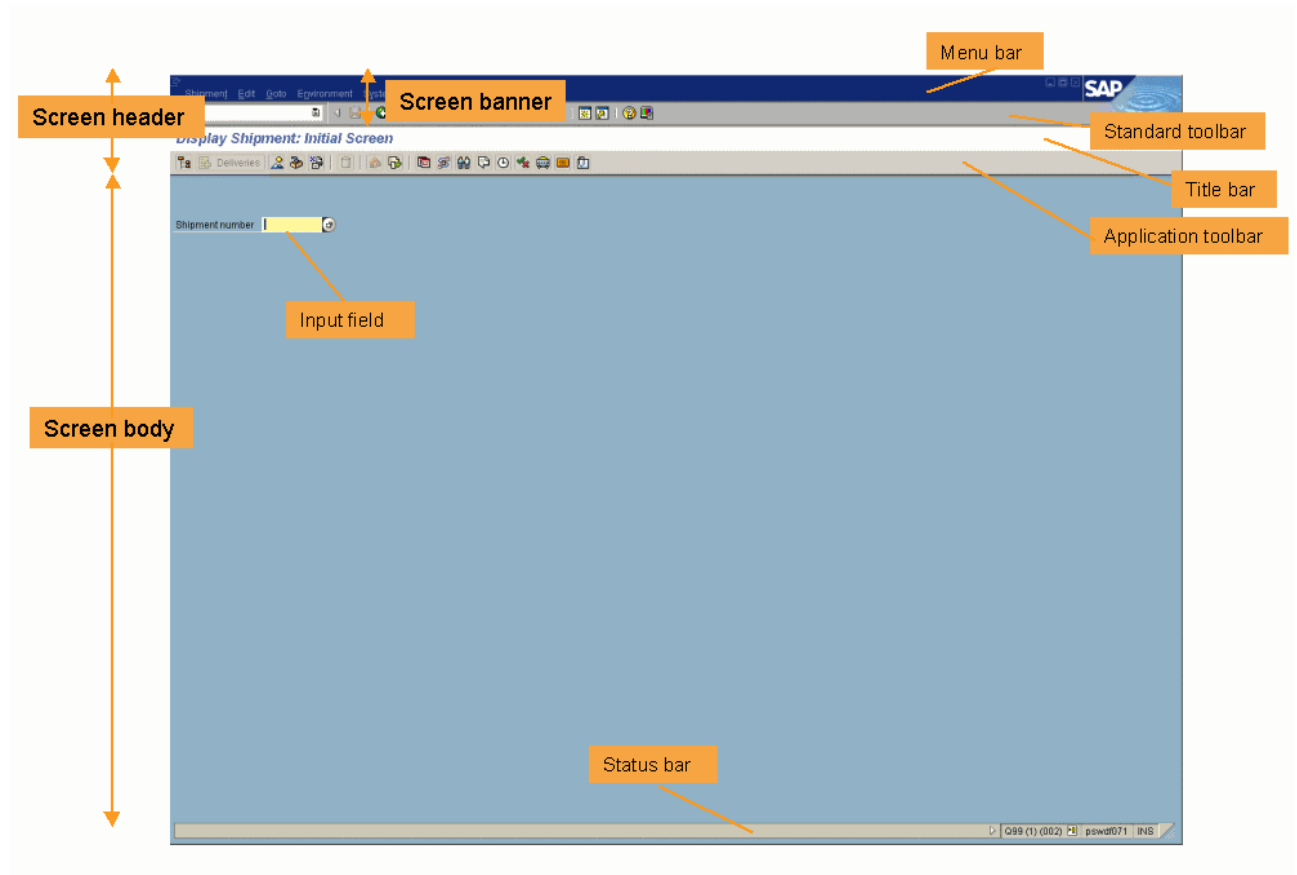 Menu bar
Shipment Edit Goto Environment
SAP
Screen banner
Screen header
Standard toolbar
Display Shipment: Initial Screen
Deliveries
Title bar
Shipment number
Application toolbar
Input field
Screen body
Status bar
Q99 (1) (002) pswdf071 INS